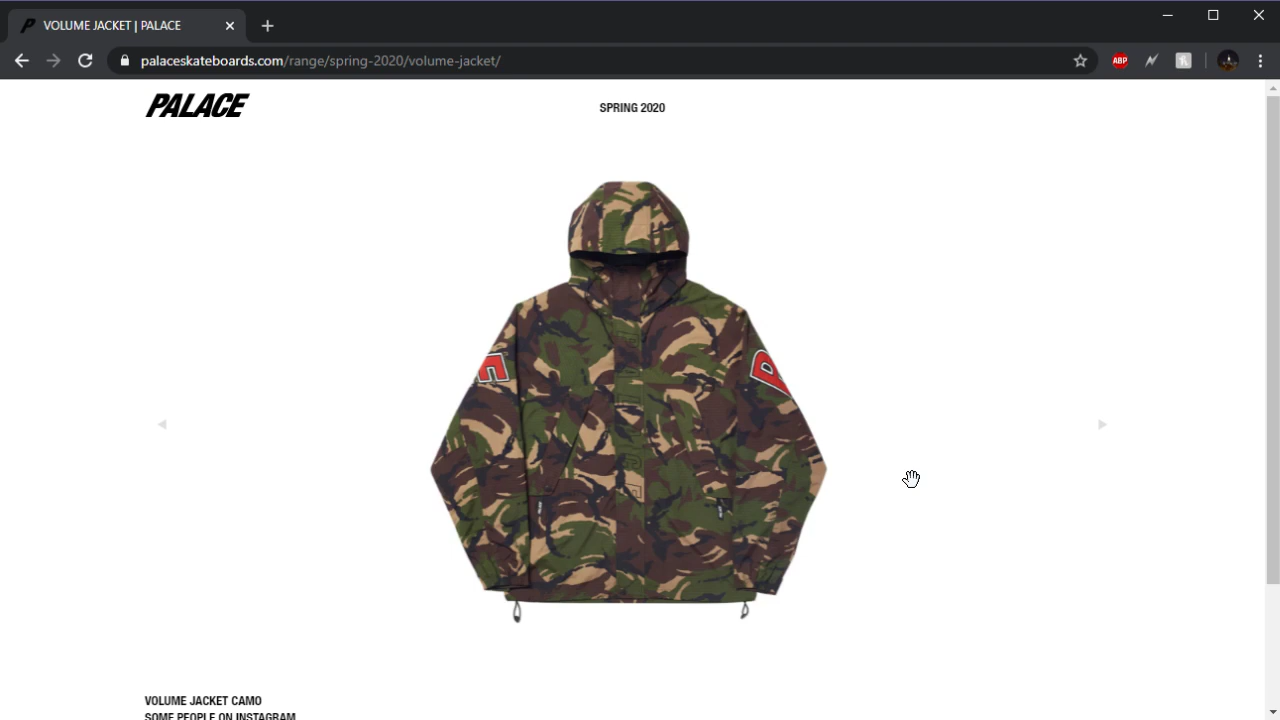 VOLUME JACKET | PALACE
palaceskateboards.com/range/spring-2020/volume-jacket/
ABP
PALACE
SPRING 2020
E
P
VOLUME JACKET CAMO
SOME PEOPLE ON INSTAGRAM